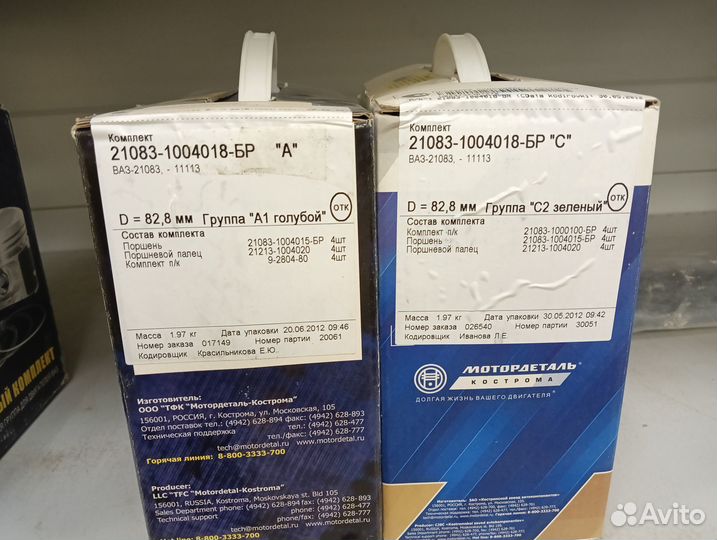 Комплект
21083-1004018-БР "А"
ВАЗ-21083, - 11113
D = 82,8 мм Группа "А1 голубой"
ОТК
Состав комплекта
Поршень 21083-1004015-БР 4шт
Поршневой палец 21213-1004020 4шт
Комплект п/к 9-2804-80 4шт
Масса 1.97 кг Дата упаковки 20.06.2012 09:46
Номер заказа 017149 Номер партии 20061
Кодировщик Красильникова Е.Ю.
Изготовитель:
ООО "ТФК "Мотордеталь-Кострома"
156001, РОССИЯ, г. Кострома, ул. Московская, 105
Отдел поставок тел.: (4942) 628-894 факс: (4942) 628-893
Техническая поддержка тел./факс: (4942) 628-477
тел.: (4942) 628-777
tech@motordetal.ru
www.motordetal.ru
Горячая линия: 8-800-3333-700
Producer:
LLC "TFC "Motordetal-Kostroma"
156001, RUSSIA, Kostroma, Moskovskaya st. Bld 105
Sales Department phone: (4942) 628-894 fax: (4942) 628-893
Technical support phone/fax: (4942) 628-477
phone: (4942) 628-777
tech@motordetal.ru
Комплект
21083-1004018-БР "С"
ВАЗ-21083, - 11113
D = 82,8 мм Группа "С2 зеленый"
ОТК
Состав комплекта
Комплект п/к 21083-1000100-БР 4шт
Поршень 21083-1004015-БР 4шт
Поршневой палец 21213-1004020 4шт
Масса 1.97 кг Дата упаковки 30.05.2012 09:42
Номер заказа 026540 Номер партии 30051
Кодировщик Иванова Л.Е.
МОТОРДЕТАЛЬ
КОСТРОМА
ДОЛГАЯ ЖИЗНЬ ВАШЕГО ДВИГАТЕЛЯ
КОМПЛЕКТ
Avito